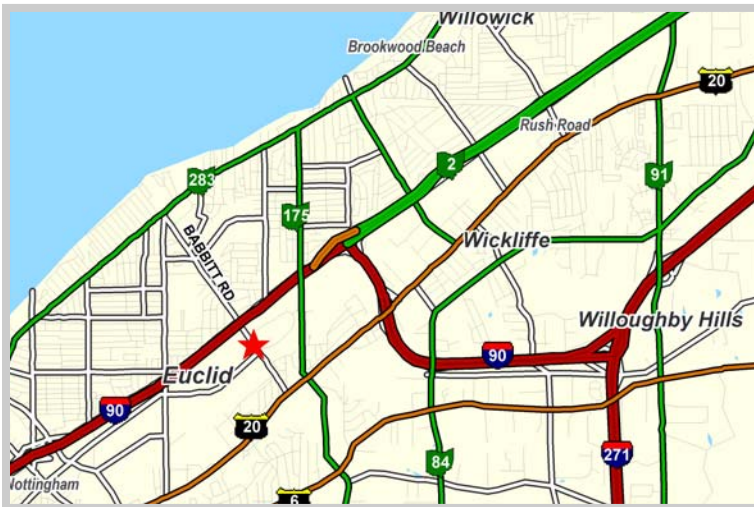 Willowick
Brookwood Beach
20
Rush Road
2
283
91
175
BABBITT RD
Wickliffe
Willoughby Hills
90
Euclid
90
20
271
84
Nottingham
6